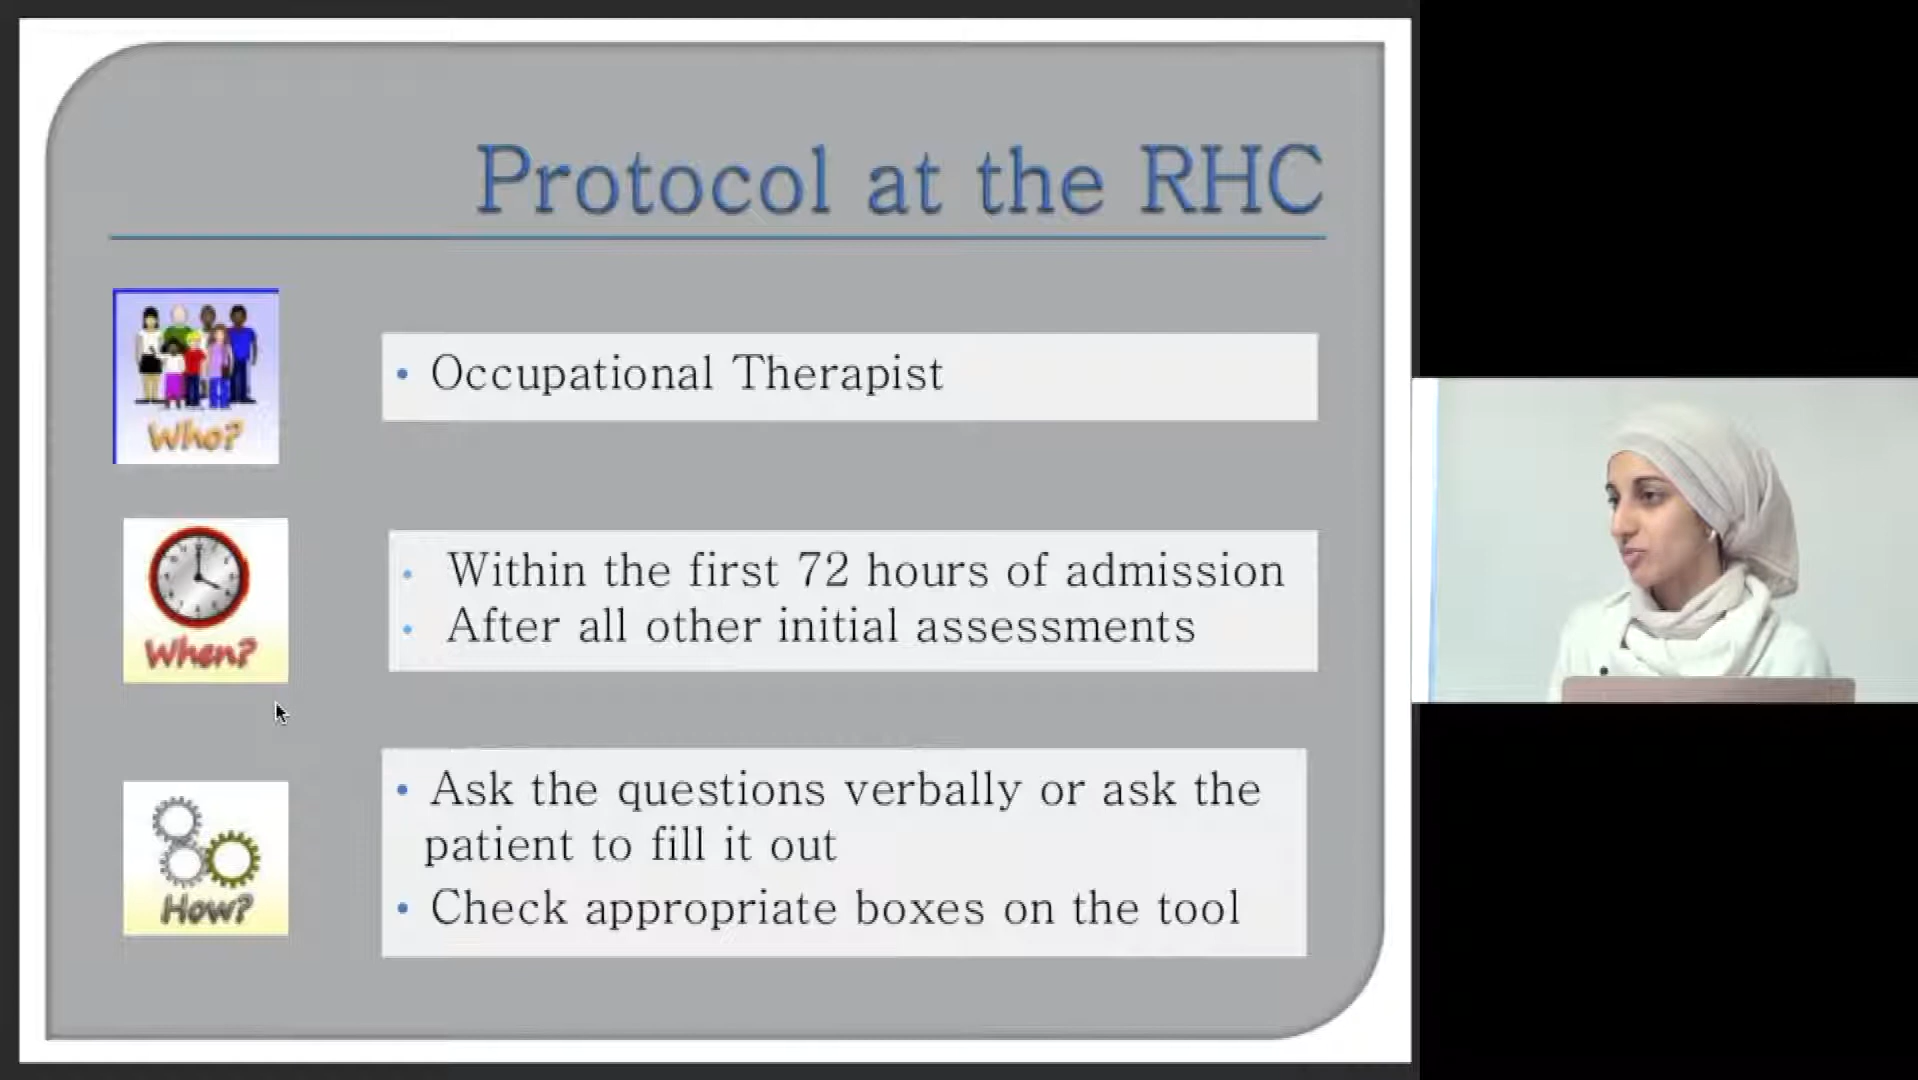 Protocol at the RHC
Who?
• Occupational Therapist
When?
• Within the first 72 hours of admission
• After all other initial assessments
How?
• Ask the questions verbally or ask the
patient to fill it out
• Check appropriate boxes on the tool